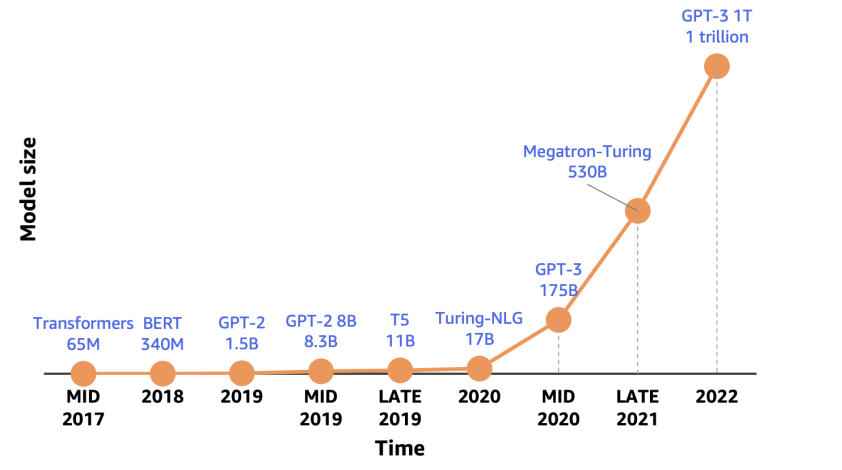 GPT-3 1T
1 trillion
Megatron-Turing
530B
GPT-3
175B
Transformers
65M
BERT
340M
GPT-2
1.5B
GPT-2 8B
8.3B
T5
11B
Turing-NLG
17B
Model size
MID
2017
2018
2019
MID
2019
LATE
2019
2020
MID
2020
LATE
2021
2022
Time